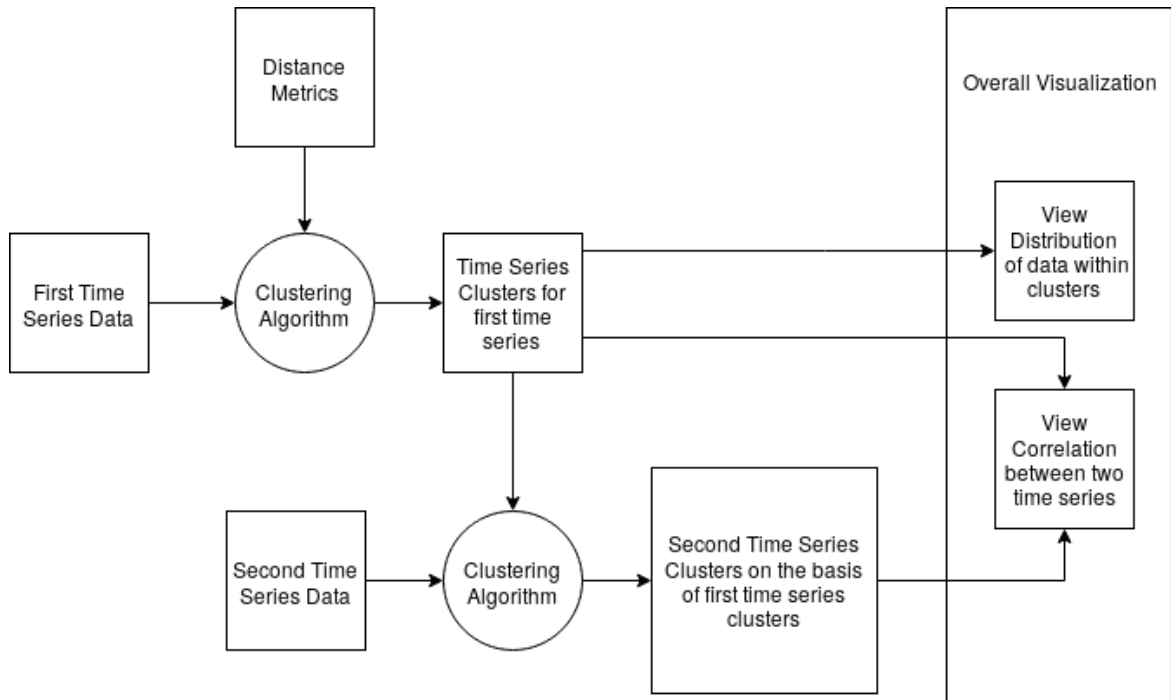 Distance
Metrics
Overall Visualization
View
Distribution
of data within
clusters
First Time
Series Data
Clustering
Algorithm
Time Series
Clusters for
first time
series
View
Correlation
between two
time series
Second Time
Series Data
Clustering
Algorithm
Second Time Series
Clusters on the basis
of first time series
clusters